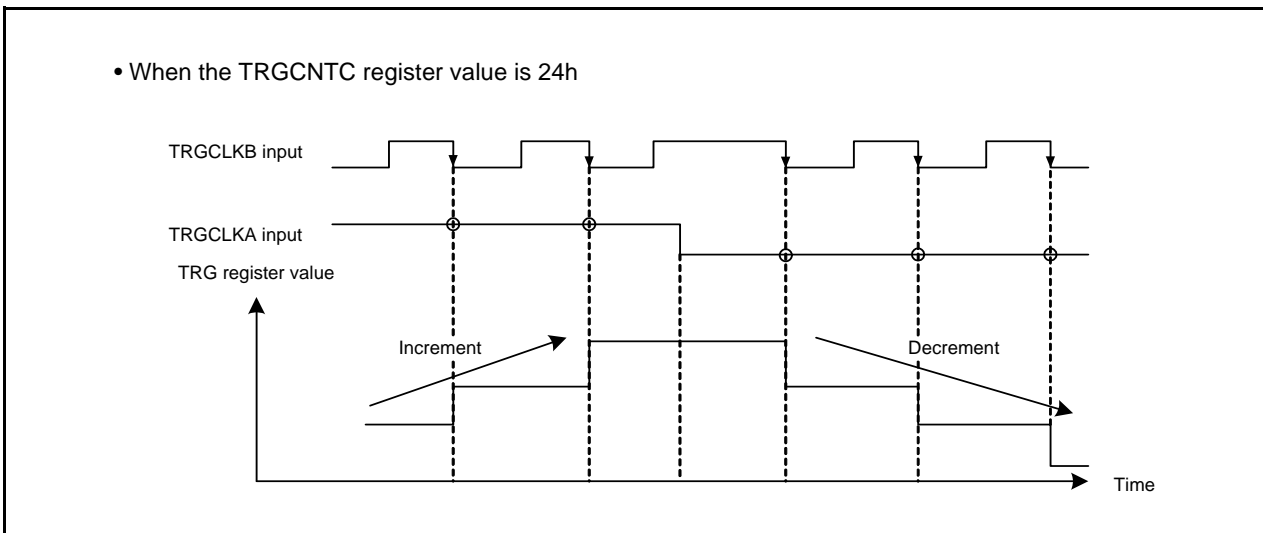 • When the TRGCNTC register value is 24h
TRGCLKB input
TRGCLKA input
TRG register value
Increment
Decrement
Time